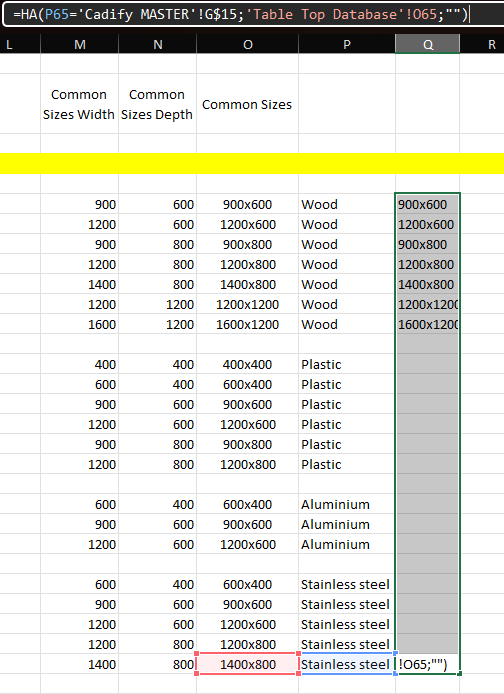 =HA(P65='Cadify MASTER'!G$15;'Table Top Database'!O65;"")
L M N O P Q R
Common Sizes Width Common Sizes Depth Common Sizes
900 600 900x600 Wood 900x600
1200 600 1200x600 Wood 1200x600
900 800 900x800 Wood 900x800
1200 800 1200x800 Wood 1200x800
1400 800 1400x800 Wood 1400x800
1200 1200 1200x1200 Wood 1200x1200
1600 1200 1600x1200 Wood 1600x1200
400 400 400x400 Plastic
600 400 600x400 Plastic
900 600 900x600 Plastic
1200 600 1200x600 Plastic
900 800 900x800 Plastic
1200 800 1200x800 Plastic
600 400 600x400 Aluminium
900 600 900x600 Aluminium
1200 600 1200x600 Aluminium
600 400 600x400 Stainless steel
900 600 900x600 Stainless steel
1200 600 1200x600 Stainless steel
1200 800 1200x800 Stainless steel
1400 800 1400x800 Stainless steel !O65;"")